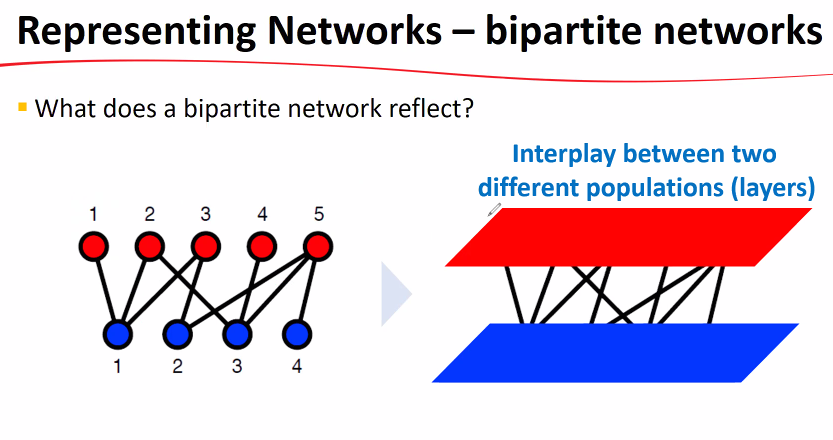 Representing Networks – bipartite networks
What does a bipartite network reflect?
Interplay between two
different populations (layers)
1 2 3 4 5
1 2 3 4